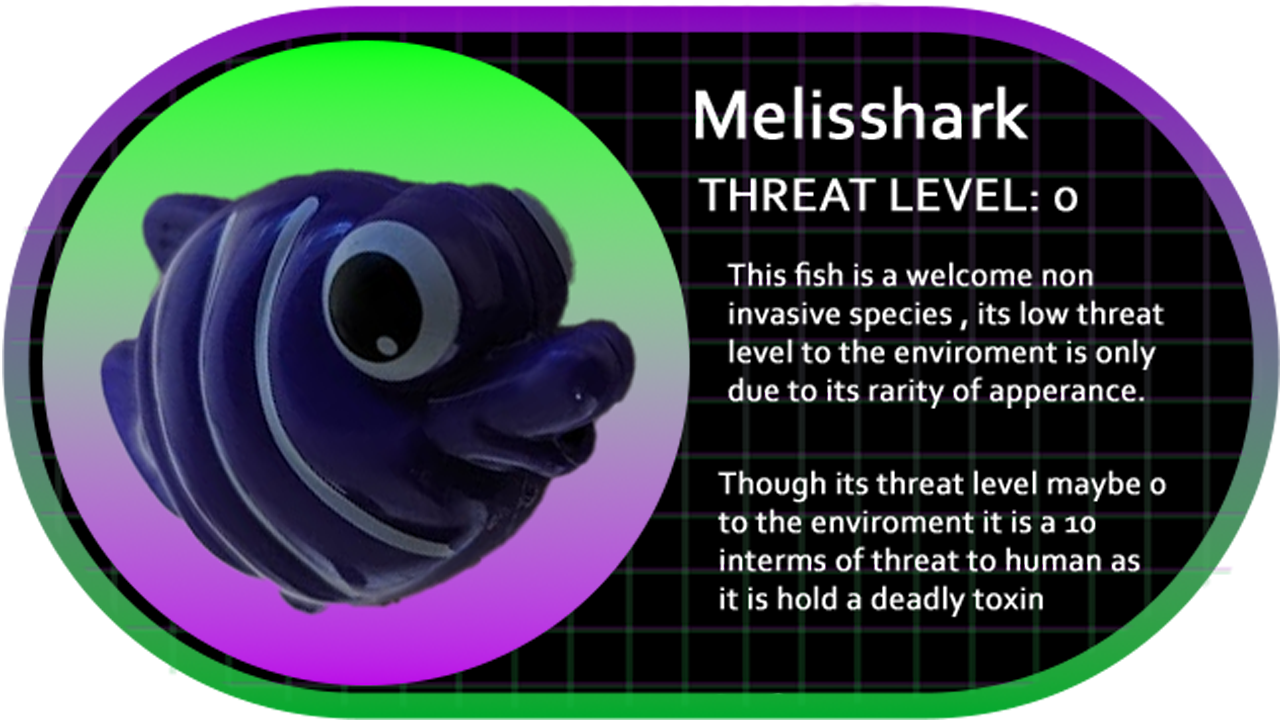 Melisshark
THREAT LEVEL: 0
This fish is a welcome non
invasive species , its low threat
level to the enviroment is only
due to its rarity of apperance.
Though its threat level maybe 0
to the enviroment it is a 10
interms of threat to human as
it is hold a deadly toxin